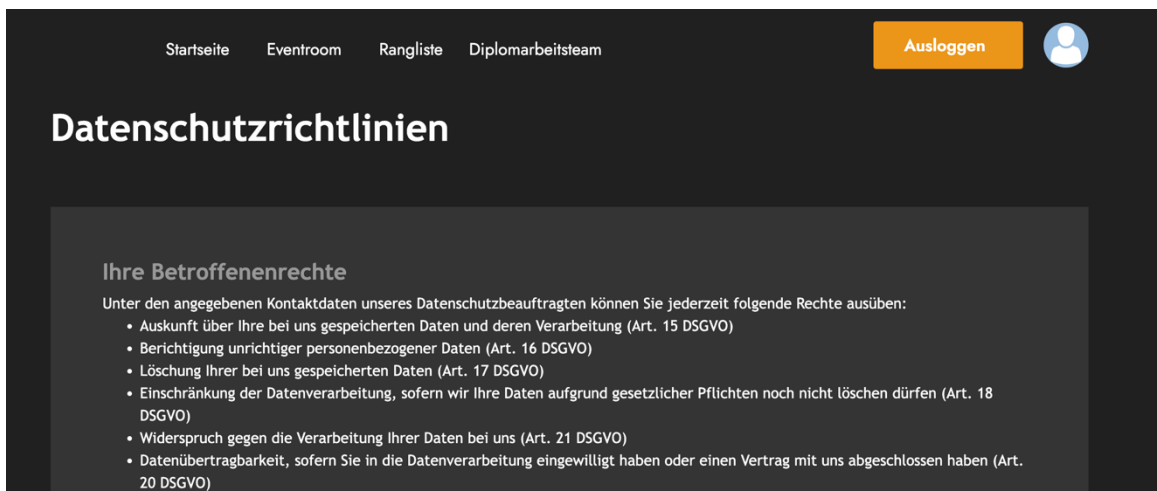 Startseite Eventroom Rangliste Diplomarbeitsteam Ausloggen
Datenschutzrichtlinien
Ihre Betroffenenrechte
Unter den angegebenen Kontaktdaten unseres Datenschutzbeauftragten können Sie jederzeit folgende Rechte ausüben:
• Auskunft über Ihre bei uns gespeicherten Daten und deren Verarbeitung (Art. 15 DSGVO)
• Berichtigung unrichtiger personenbezogener Daten (Art. 16 DSGVO)
• Löschung Ihrer bei uns gespeicherten Daten (Art. 17 DSGVO)
• Einschränkung der Datenverarbeitung, sofern wir Ihre Daten aufgrund gesetzlicher Pflichten noch nicht löschen dürfen (Art. 18
DSGVO)
• Widerspruch gegen die Verarbeitung Ihrer Daten bei uns (Art. 21 DSGVO)
• Datenübertragbarkeit, sofern Sie in die Datenverarbeitung eingewilligt haben oder einen Vertrag mit uns abgeschlossen haben (Art.
20 DSGVO)